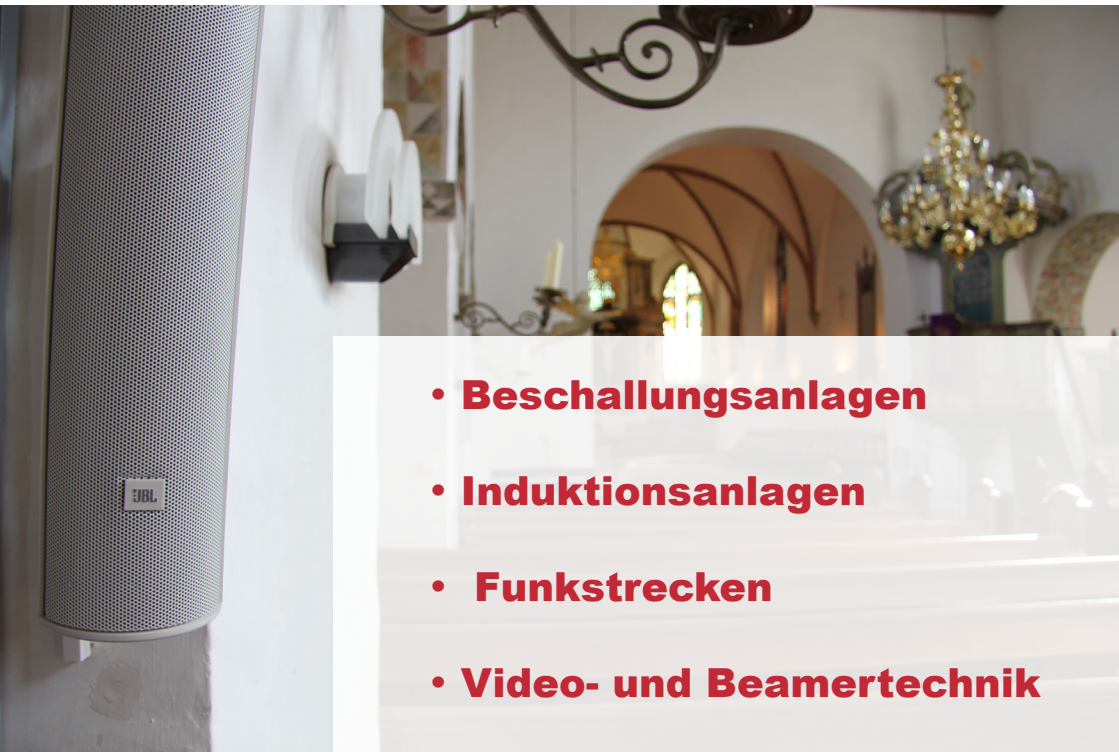 JBL
• Beschallungsanlagen
• Induktionsanlagen
• Funkstrecken
• Video- und Beamertechnik